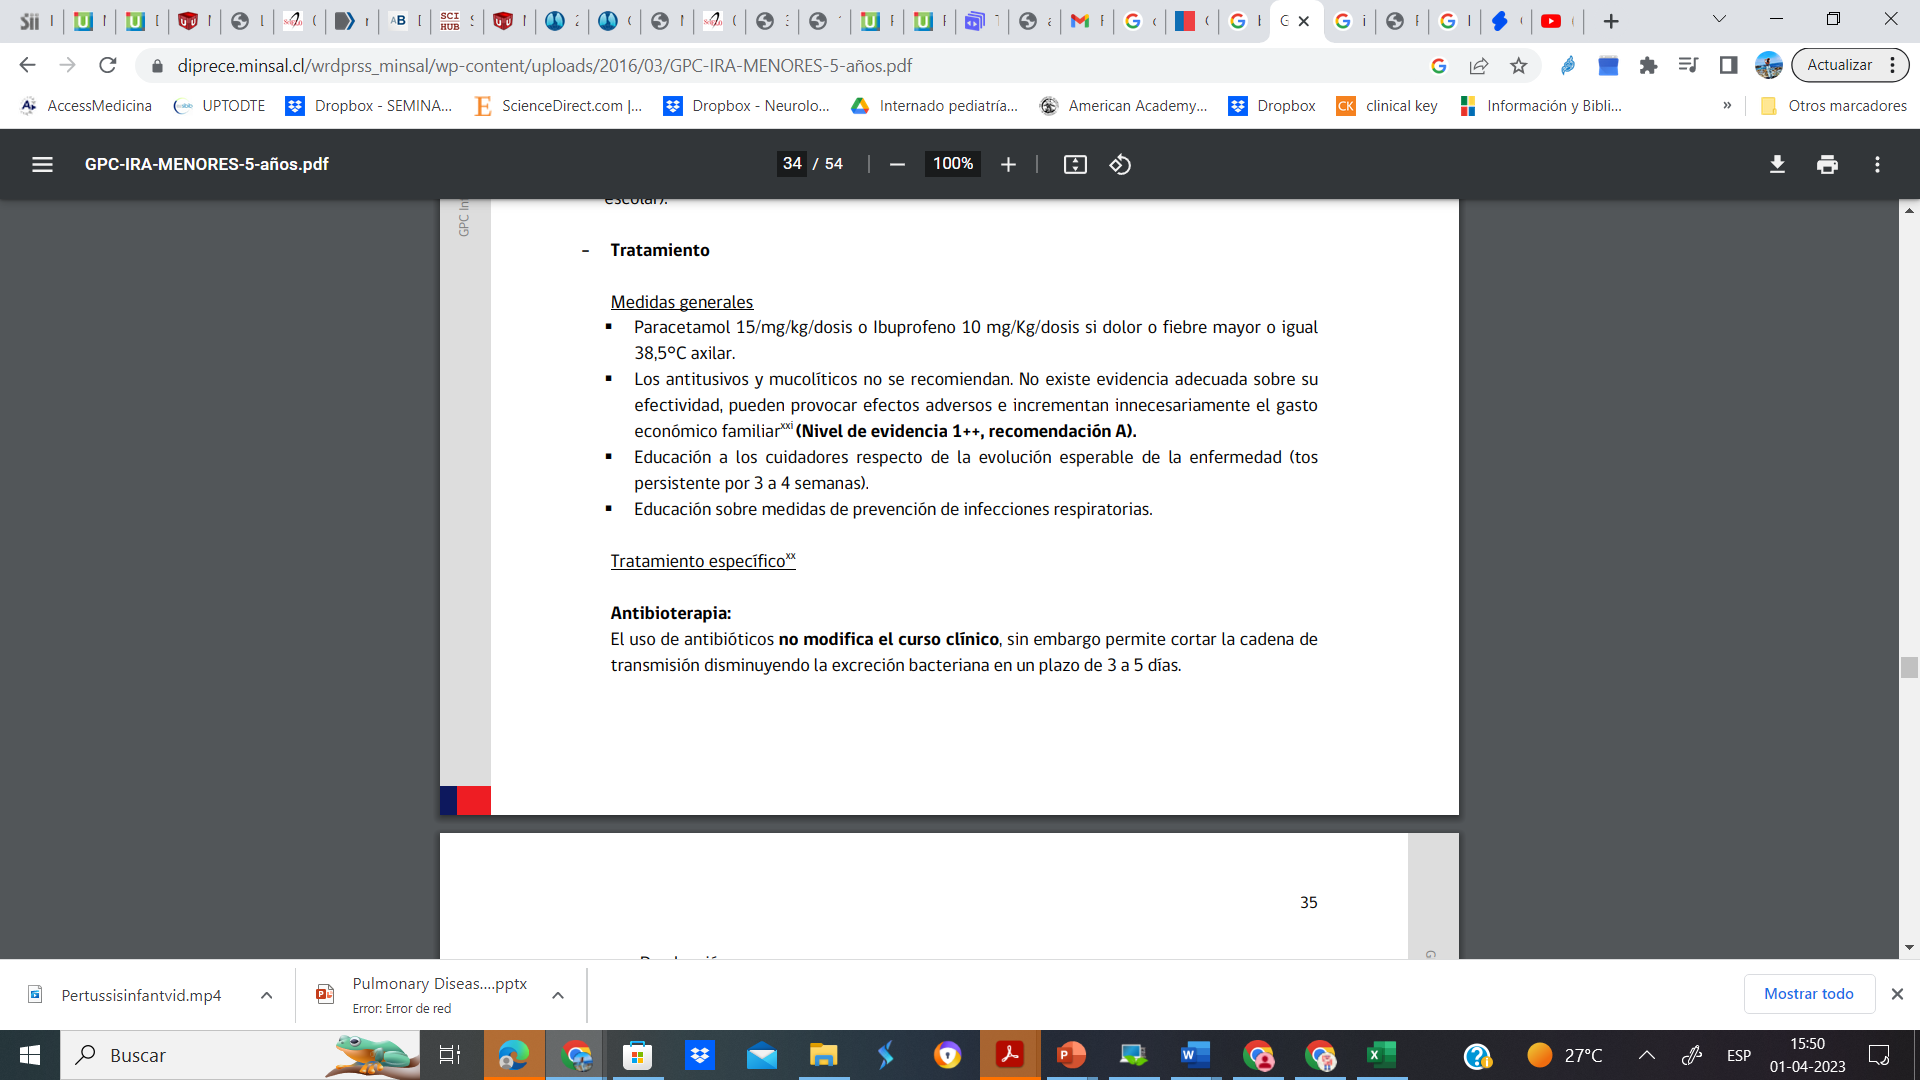 diprece.minsal.cl/wrdprss_minsal/wp-content/uploads/2016/03/GPC-IRA-MENORES-5-años.pdf
Actualizar
AccessMedicina
UPTODTE
Dropbox - SEMINA...
ScienceDirect.com |...
Dropbox - Neurolo...
Internado pediatría...
American Academy...
Dropbox
clinical key
Información y Bibli...
»
Otros marcadores
GPC-IRA-MENORES-5-años.pdf
34 / 54
100%
escolar).
- Tratamiento
Medidas generales
▪ Paracetamol 15/mg/kg/dosis o Ibuprofeno 10 mg/Kg/dosis si dolor o fiebre mayor o igual
38,5°C axilar.
▪ Los antitusivos y mucolíticos no se recomiendan. No existe evidencia adecuada sobre su
efectividad, pueden provocar efectos adversos e incrementan innecesariamente el gasto
económico familiar xxi (Nivel de evidencia 1++, recomendación A).
▪ Educación a los cuidadores respecto de la evolución esperable de la enfermedad (tos
persistente por 3 a 4 semanas).
▪ Educación sobre medidas de prevención de infecciones respiratorias.
Tratamiento específico xx
Antibioterapia:
El uso de antibióticos no modifica el curso clínico, sin embargo permite cortar la cadena de
transmisión disminuyendo la excreción bacteriana en un plazo de 3 a 5 días.
35
Pertussisinfantvid.mp4
Pulmonary Diseas....pptx
Error: Error de red
Mostrar todo
Buscar
27°C
ESP
15:50
01-04-2023